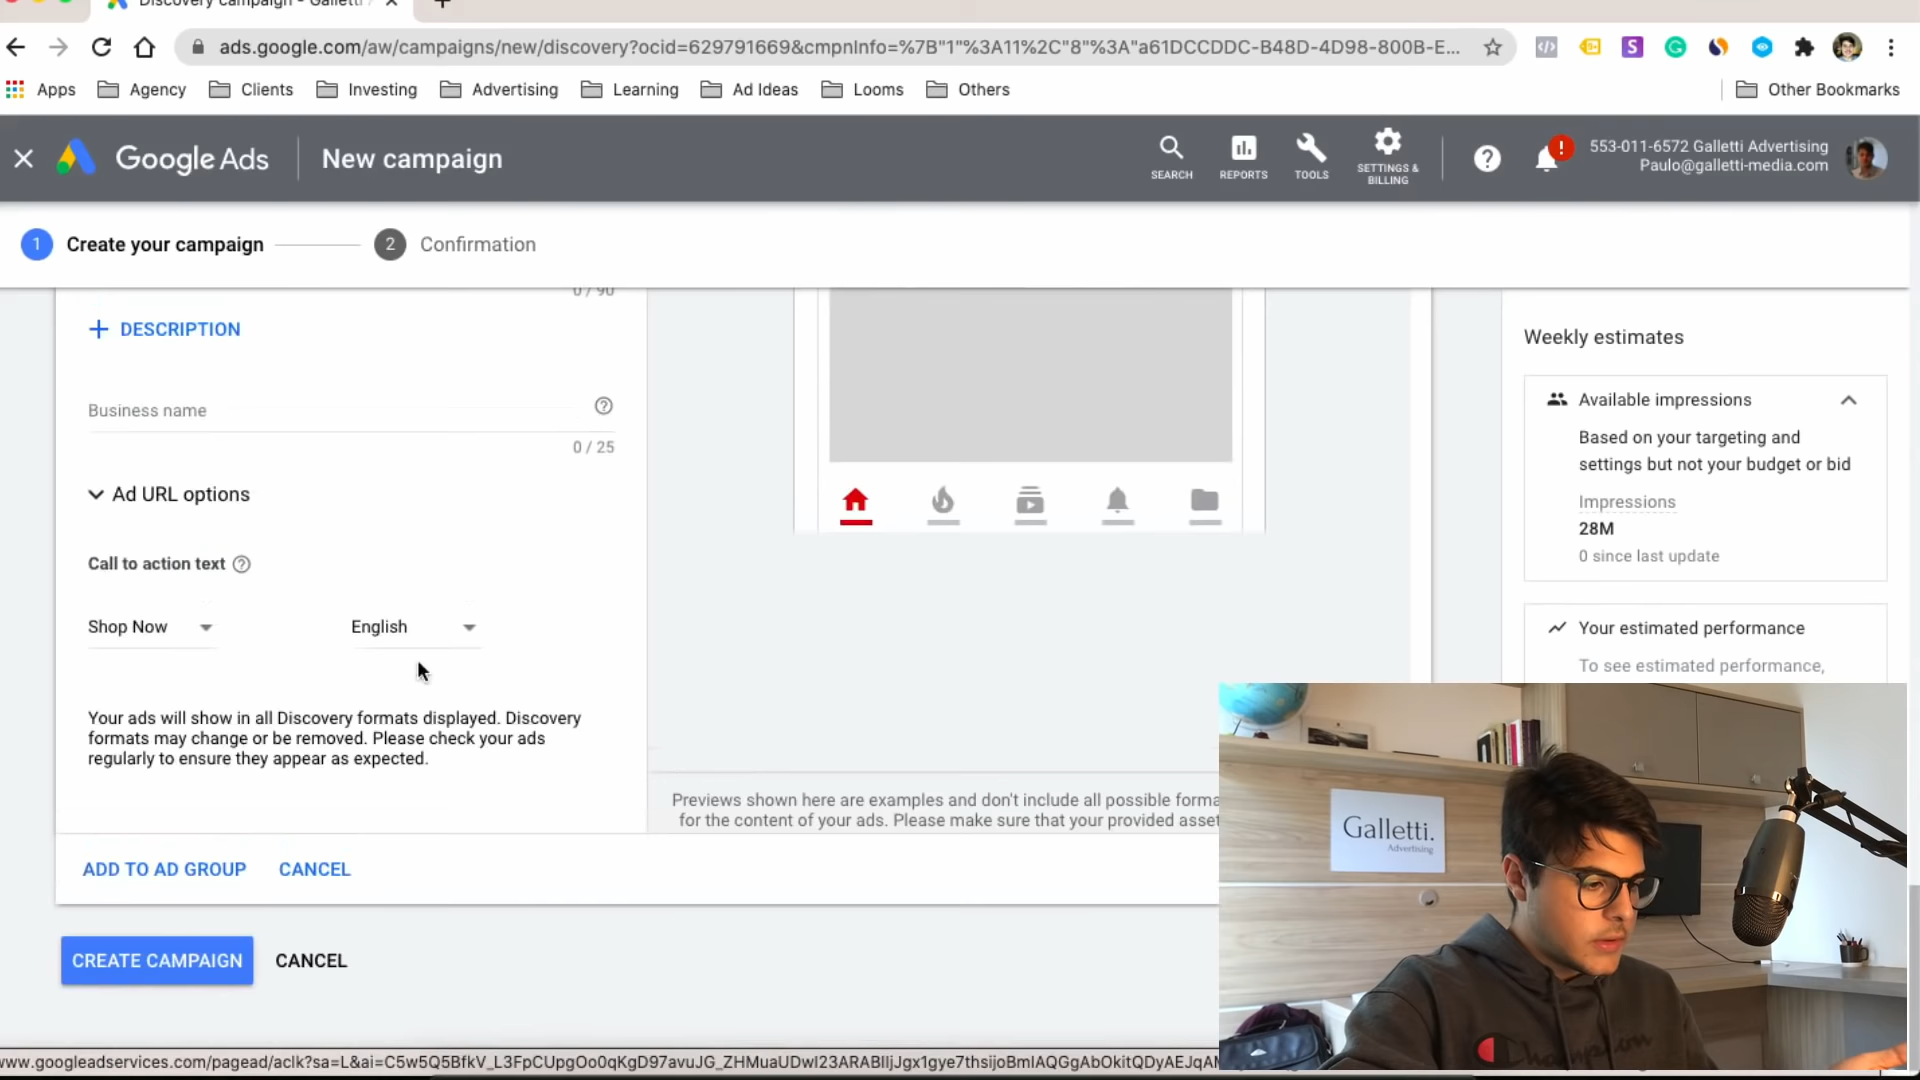 Discovery campaign - Galletti A
ads.google.com/aw/campaigns/new/discovery?ocid=629791669&cmpnInfo=%7B"1"%3A11%2C"8"%3A"a61DCCDDC-B48D-4D98-800B-E...
Apps Agency Clients Investing Advertising Learning Ad Ideas Looms Others Other Bookmarks
Google Ads New campaign
SEARCH REPORTS TOOLS SETTINGS & BILLING
553-011-6572 Galletti Advertising
Paulo@galletti-media.com
1 Create your campaign 2 Confirmation
0 / 90
+ DESCRIPTION
Business name
0 / 25
Ad URL options
Call to action text
Shop Now English
Your ads will show in all Discovery formats displayed. Discovery
formats may change or be removed. Please check your ads
regularly to ensure they appear as expected.
Previews shown here are examples and don't include all possible forma
for the content of your ads. Please make sure that your provided asset
ADD TO AD GROUP CANCEL
CREATE CAMPAIGN CANCEL
Weekly estimates
Available impressions
Based on your targeting and
settings but not your budget or bid
Impressions
28M
0 since last update
Your estimated performance
To see estimated performance,
Galletti.
Advertising
Champion